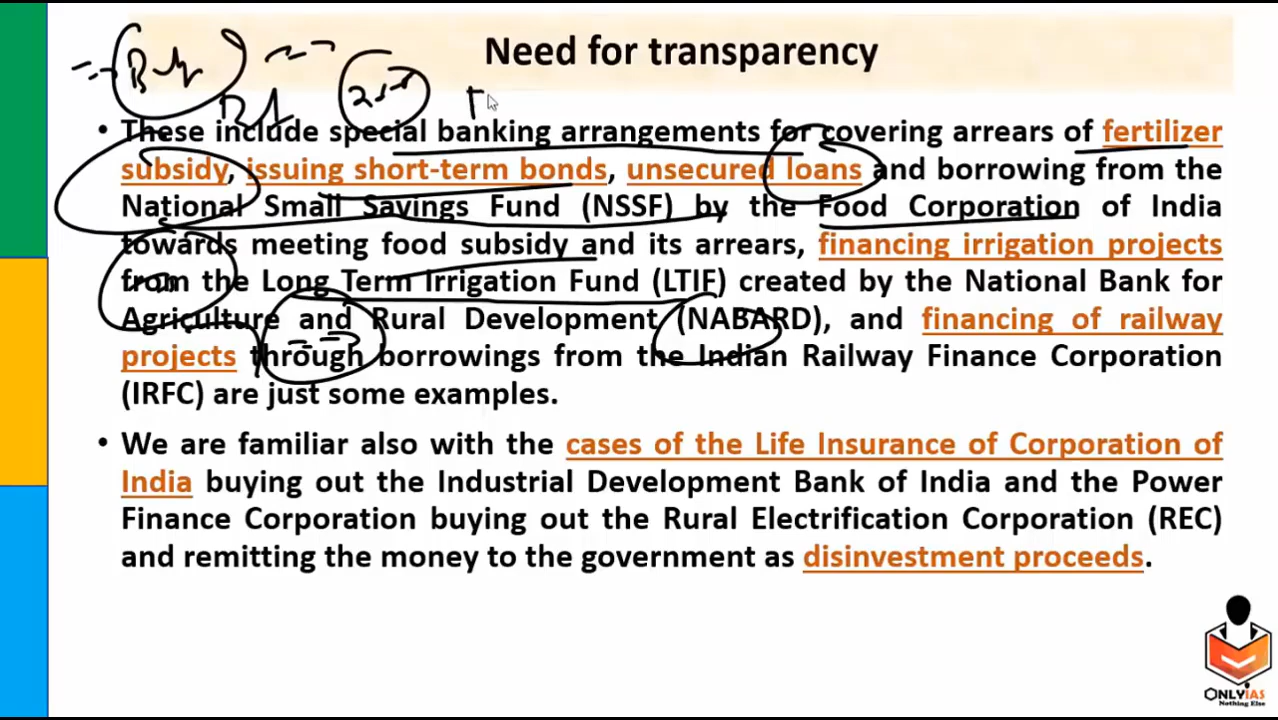 Need for transparency
• These include special banking arrangements for covering arrears of fertilizer
subsidy, issuing short-term bonds, unsecured loans and borrowing from the
National Small Savings Fund (NSSF) by the Food Corporation of India
towards meeting food subsidy and its arrears, financing irrigation projects
from the Long Term Irrigation Fund (LTIF) created by the National Bank for
Agriculture and Rural Development (NABARD), and financing of railway
projects through borrowings from the Indian Railway Finance Corporation
(IRFC) are just some examples.
• We are familiar also with the cases of the Life Insurance of Corporation of
India buying out the Industrial Development Bank of India and the Power
Finance Corporation buying out the Rural Electrification Corporation (REC)
and remitting the money to the government as disinvestment proceeds.
ONLYIAS
Nothing Else